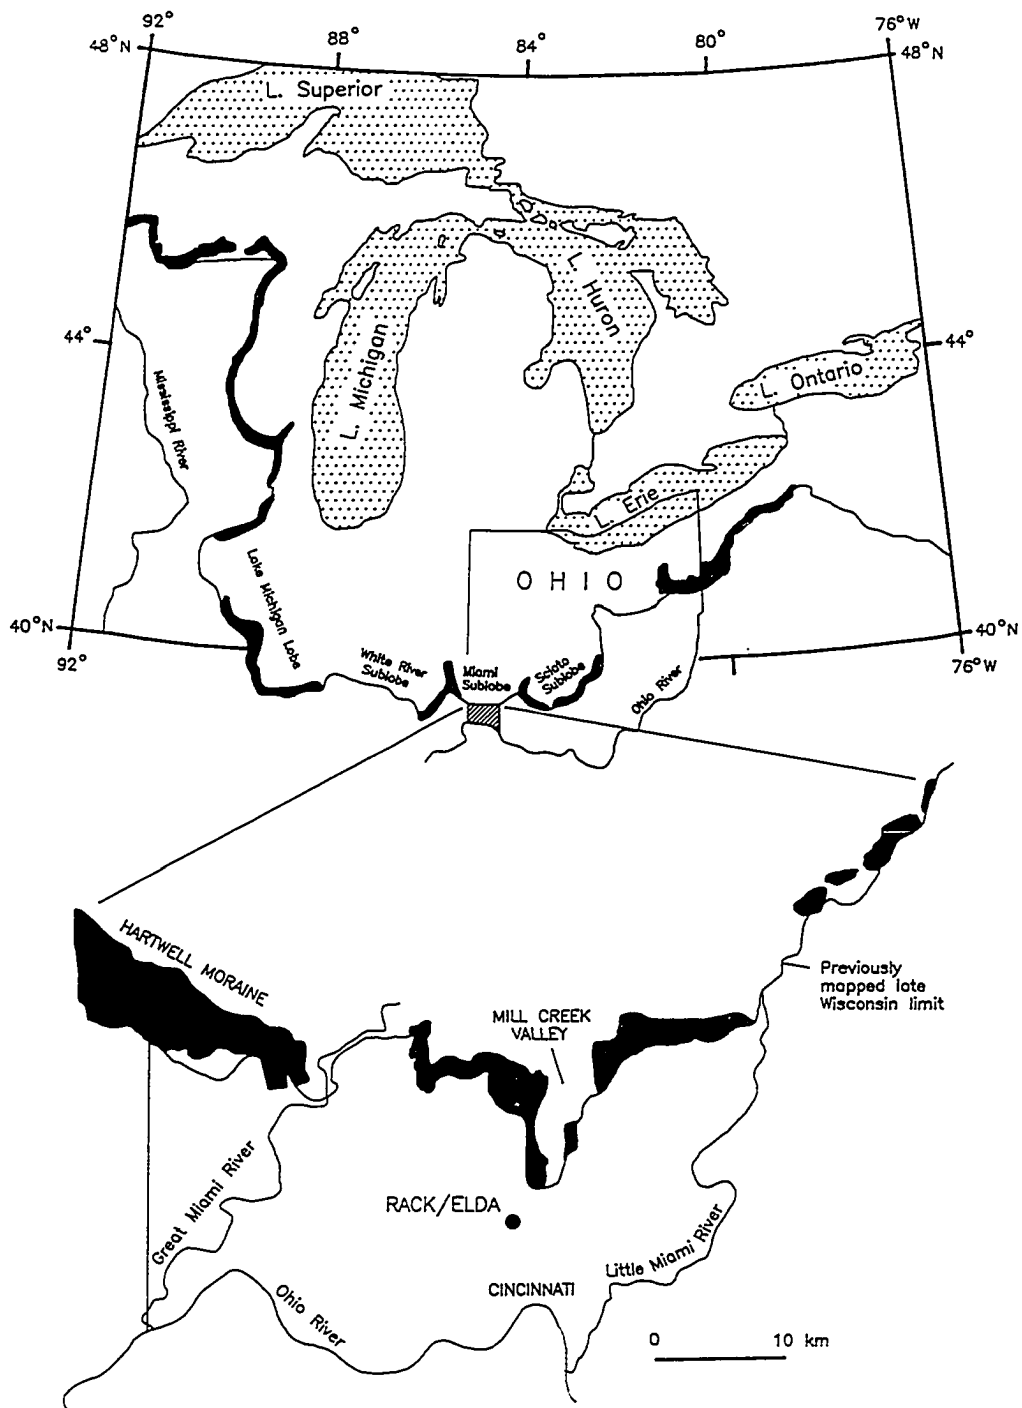 92°
88°
84°
80°
76°W
48°N
48°N
L. Superior
L. Huron
L. Michigan
44°
44°
L. Ontario
Mississippi River
L. Erie
OHIO
Lake Michigan Lobe
40°N
40°N
92°
76°W
White River
Sublobe
Miami
Sublobe
Scioto
Sublobe
Ohio River
HARTWELL MORAINE
Previously
mapped late
Wisconsin limit
MILL CREEK
VALLEY
Great Miami River
RACK/ELDA
Little Miami River
CINCINNATI
Ohio River
0
10 km